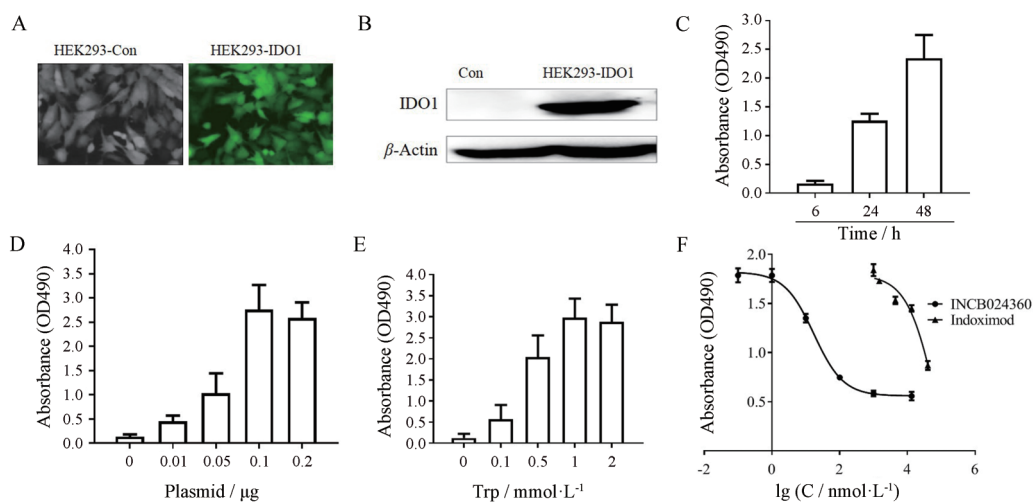 A
HEK293-Con
HEK293-IDO1
B
Con
HEK293-IDO1
IDO1
β-Actin
C
Absorbance (OD490)
3.0
2.5
2.0
1.5
1.0
0.5
0.0
6
24
48
Time / h
D
Absorbance (OD490)
4.0
3.5
3.0
2.5
2.0
1.5
1.0
0.5
0.0
0
0.01
0.05
0.1
0.2
Plasmid / μg
E
Absorbance (OD490)
4.0
3.5
3.0
2.5
2.0
1.5
1.0
0.5
0.0
0
0.1
0.5
1
2
Trp / mmol·L⁻¹
F
Absorbance (OD490)
2.0
1.5
1.0
0.5
-2
0
2
4
6
lg (C / nmol·L⁻¹)
INCB024360
Indoximod